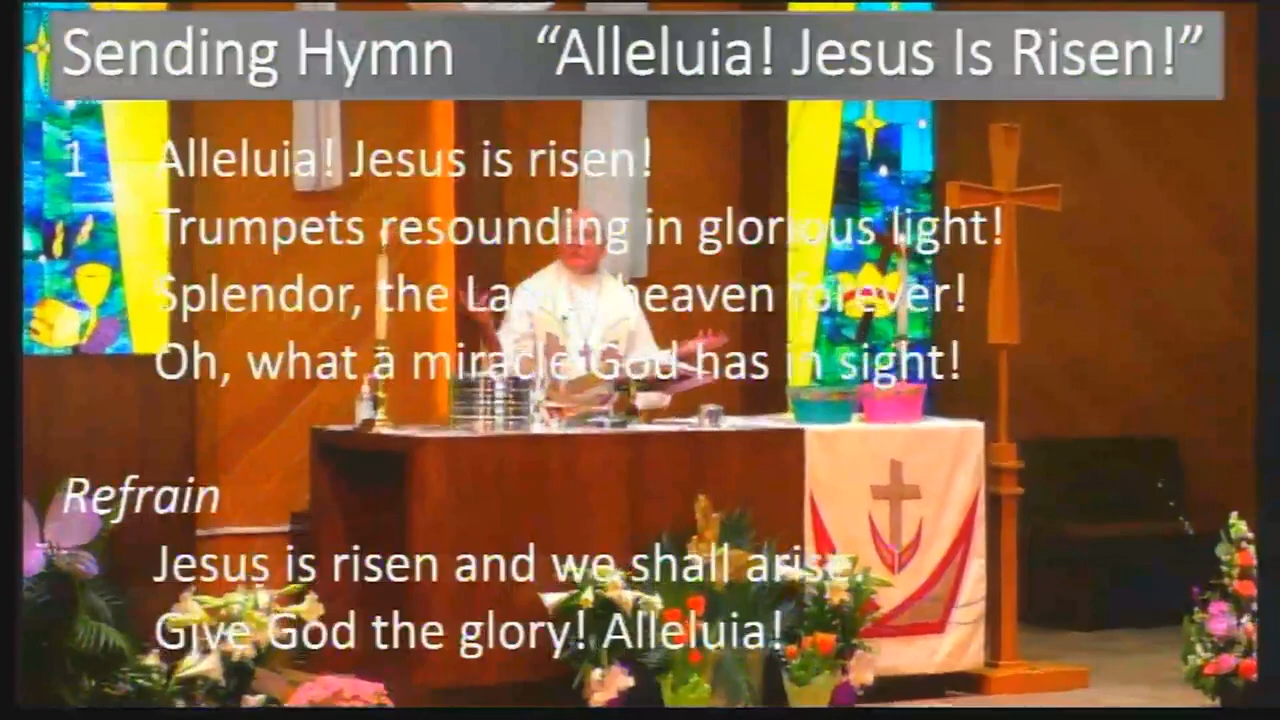 Sending Hymn “Alleluia! Jesus Is Risen!”
1 Alleluia! Jesus is risen!
Trumpets resounding in glorious light!
Splendor, the Lamb, heaven forever!
Oh, what a miracle God has in sight!
Refrain
Jesus is risen and we shall arise.
Give God the glory! Alleluia!